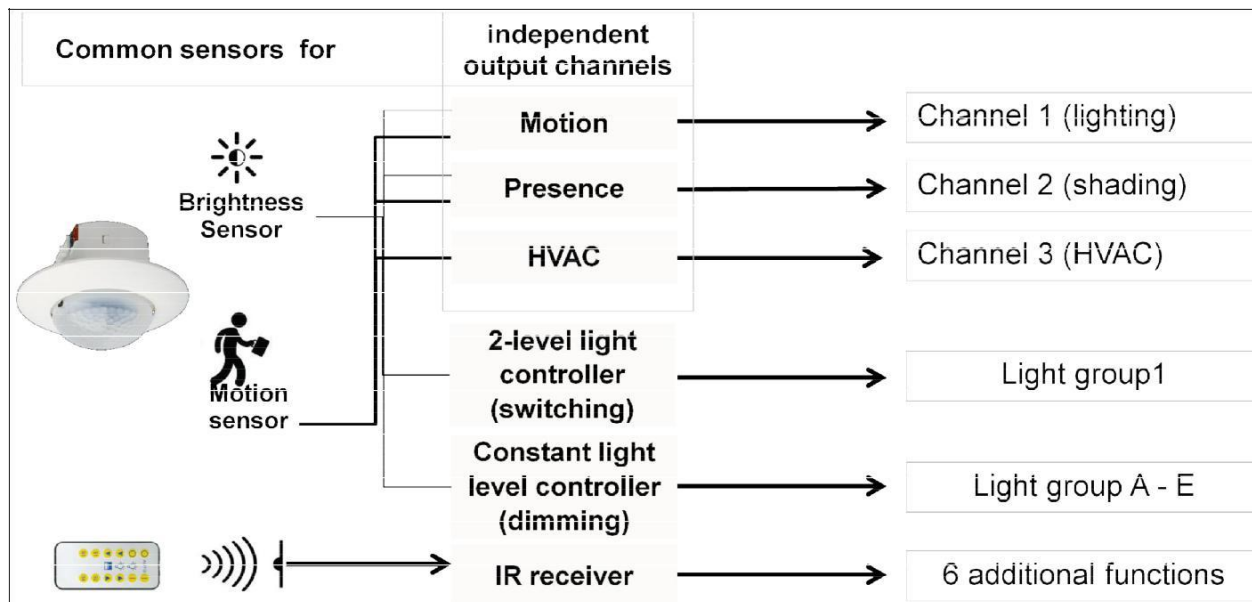 Common sensors for
independent
output channels
Motion
Channel 1 (lighting)
Brightness
Sensor
Presence
Channel 2 (shading)
HVAC
Channel 3 (HVAC)
Motion
sensor
2-level light
controller
(switching)
Light group1
Constant light
level controller
(dimming)
Light group A - E
IR receiver
6 additional functions